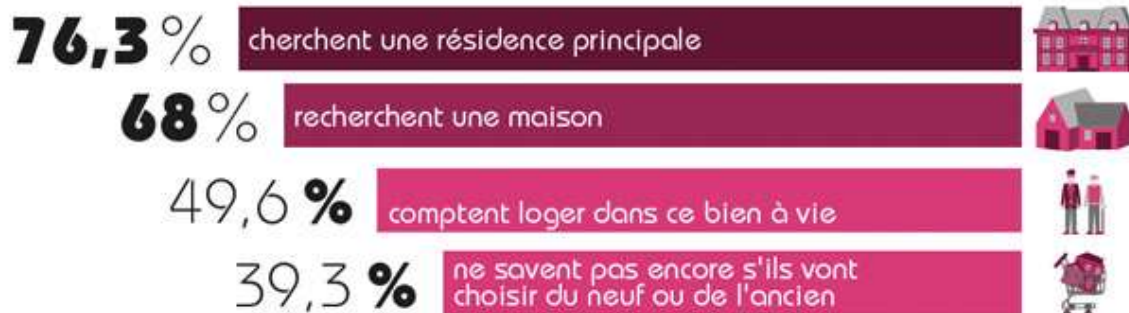 76,3 % cherchent une résidence principale
68 % recherchent une maison
49,6 % comptent loger dans ce bien à vie
39,3 % ne savent pas encore s'ils vont
choisir du neuf ou de l'ancien